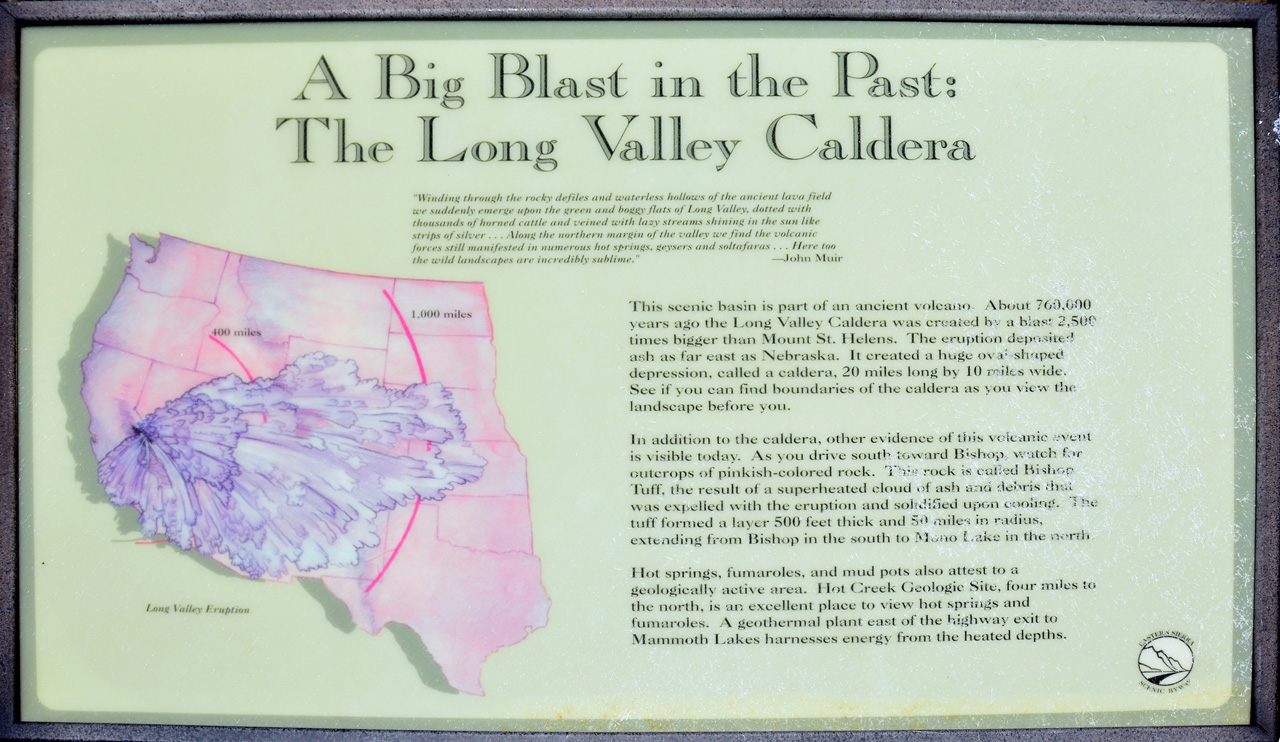 A Big Blast in the Past:
The Long Valley Caldera
"Winding through the rocky defiles and waterless hollows of the ancient lava field
we suddenly emerge upon the green and boggy flats of Long Valley, dotted with
thousands of horned cattle and veined with lazy streams shining in the sun like
strips of silver . . . Along the northern margin of the valley we find the volcanic
forces still manifested in numerous hot springs, geysers and soltafaras . . . Here too
the wild landscapes are incredibly sublime." —John Muir
400 miles
1,000 miles
Long Valley Eruption
This scenic basin is part of an ancient volcano. About 760,000
years ago the Long Valley Caldera was created by a blast 2,500
times bigger than Mount St. Helens. The eruption deposited
ash as far east as Nebraska. It created a huge oval-shaped
depression, called a caldera, 20 miles long by 10 miles wide.
See if you can find boundaries of the caldera as you view the
landscape before you.
In addition to the caldera, other evidence of this volcanic event
is visible today. As you drive south toward Bishop, watch for
outcrops of pinkish-colored rock. This rock is called Bishop
Tuff, the result of a superheated cloud of ash and debris that
was expelled with the eruption and solidified upon cooling. The
tuff formed a layer 500 feet thick and 50 miles in radius,
extending from Bishop in the south to Mono Lake in the north.
Hot springs, fumaroles, and mud pots also attest to a
geologically active area. Hot Creek Geologic Site, four miles to
the north, is an excellent place to view hot springs and
fumaroles. A geothermal plant east of the highway exit to
Mammoth Lakes harnesses energy from the heated depths.
EASTERN SIERRA
SCENIC BYWAY